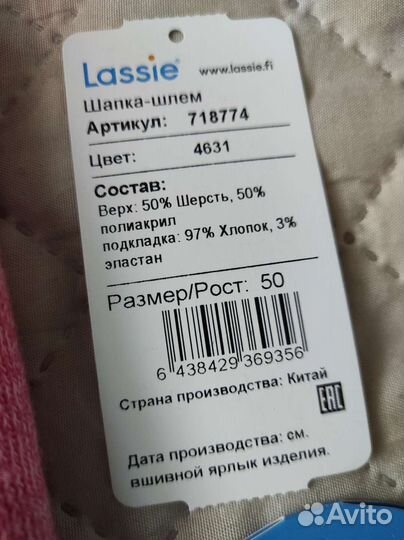 Lassie® www.lassie.fi
Шапка-шлем
Артикул: 718774
Цвет: 4631
Состав:
Верх: 50% Шерсть, 50%
полиакрил
подкладка: 97% Хлопок, 3%
эластан
Размер/Рост: 50
6 438429 369356
Страна производства: Китай
EAC
Дата производства: см.
вшивной ярлык изделия.
Avito